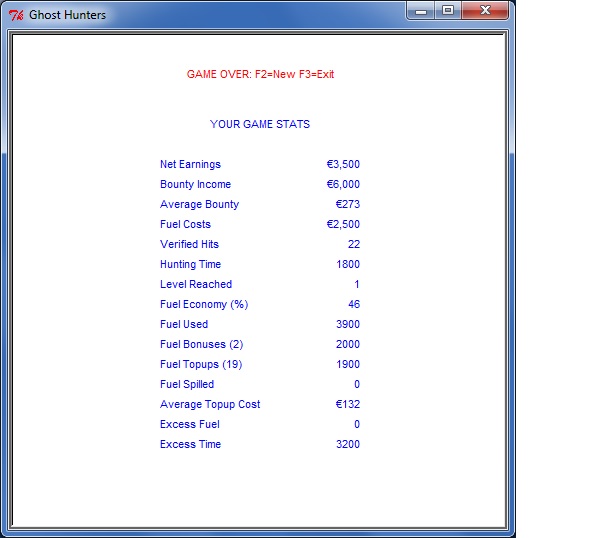 Ghost Hunters
GAME OVER: F2=New F3=Exit
YOUR GAME STATS
Net Earnings €3,500
Bounty Income €6,000
Average Bounty €273
Fuel Costs €2,500
Verified Hits 22
Hunting Time 1800
Level Reached 1
Fuel Economy (%) 46
Fuel Used 3900
Fuel Bonuses (2) 2000
Fuel Topups (19) 1900
Fuel Spilled 0
Average Topup Cost €132
Excess Fuel 0
Excess Time 3200